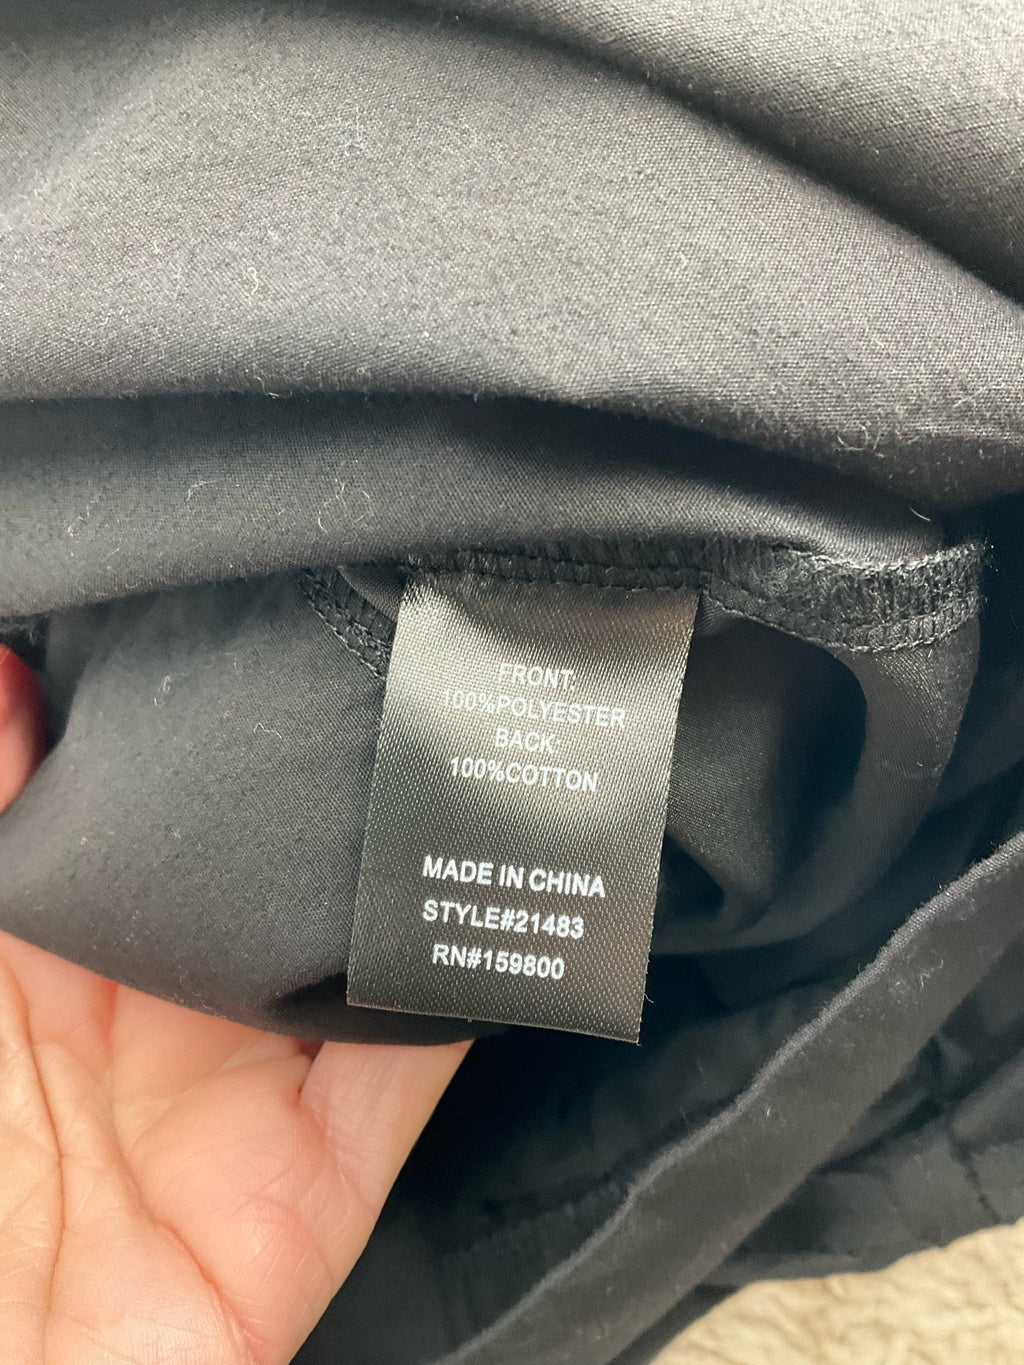 FRONT:
100%POLYESTER
BACK:
100%COTTON
MADE IN CHINA
STYLE#21483
RN#159800